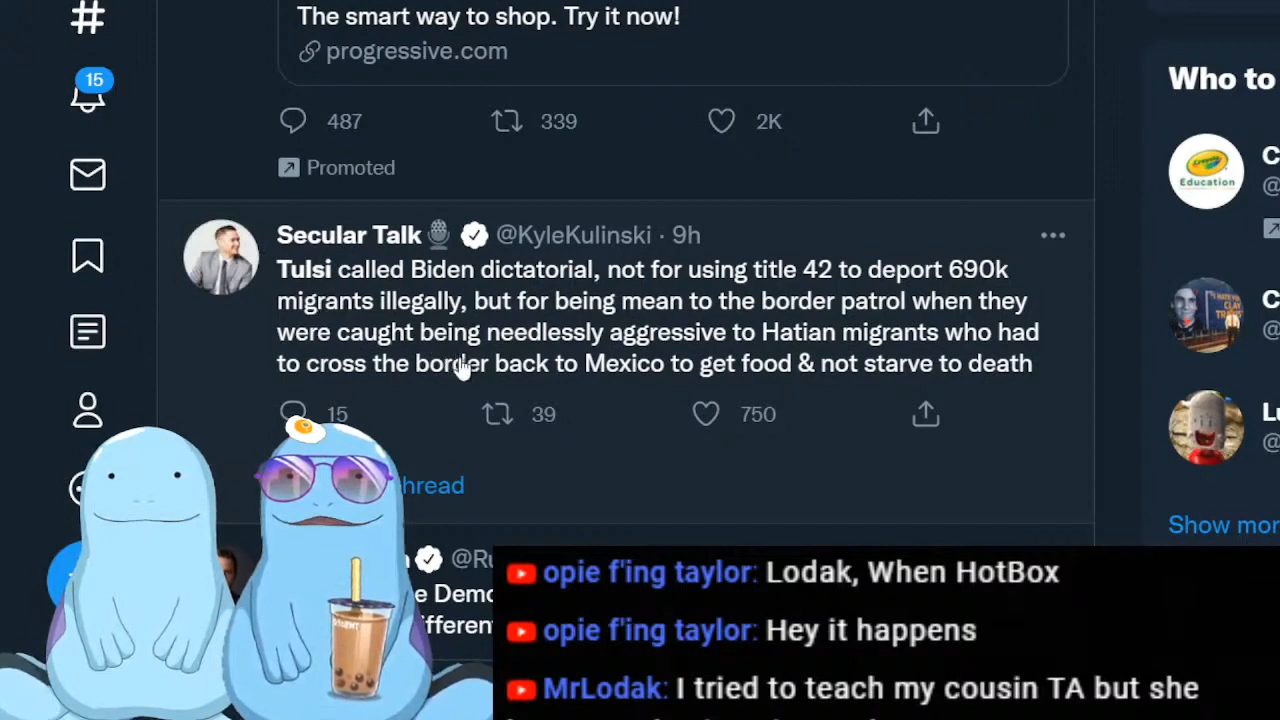 The smart way to shop. Try it now!
progressive.com
15
Who to
487
339
2K
Promoted
Education
Secular Talk @KyleKulinski · 9h
Tulsi called Biden dictatorial, not for using title 42 to deport 690k
migrants illegally, but for being mean to the border patrol when they
were caught being needlessly aggressive to Hatian migrants who had
to cross the border back to Mexico to get food & not starve to death
15
39
750
hread
Show mor
@Ru
e Demo
ifferent
opie f'ing taylor: Lodak, When HotBox
opie f'ing taylor: Hey it happens
MrLodak: I tried to teach my cousin TA but she